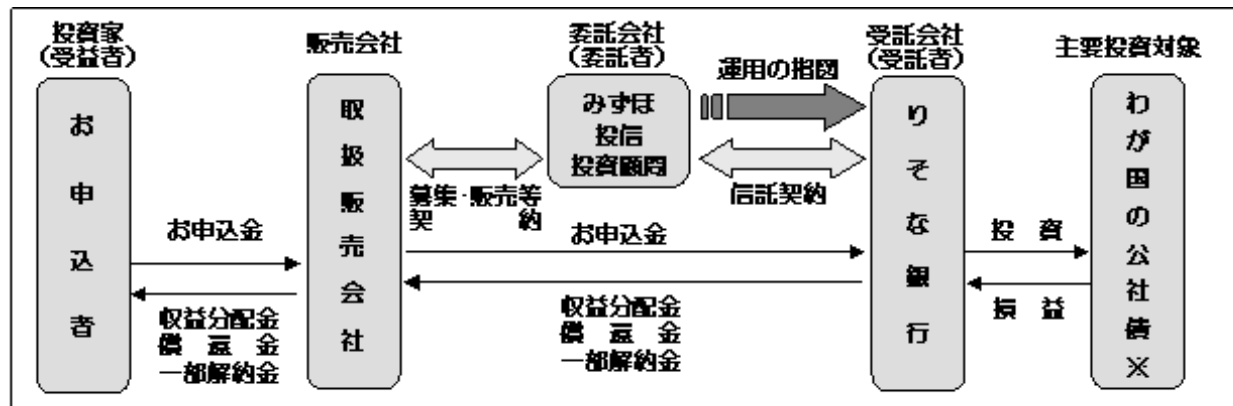 投資家
(受益者)
お申込者
販売会社
取扱販売会社
委託会社
(委託者)
みずほ
投信
投資顧問
運用の指図
受託会社
(受託者)
りそな銀行
主要投資対象
わが国の公社債※
募集・販売等
契約
信託契約
お申込金
お申込金
投資
収益分配金
償還金
一部解約金
収益分配金
償還金
一部解約金
損益